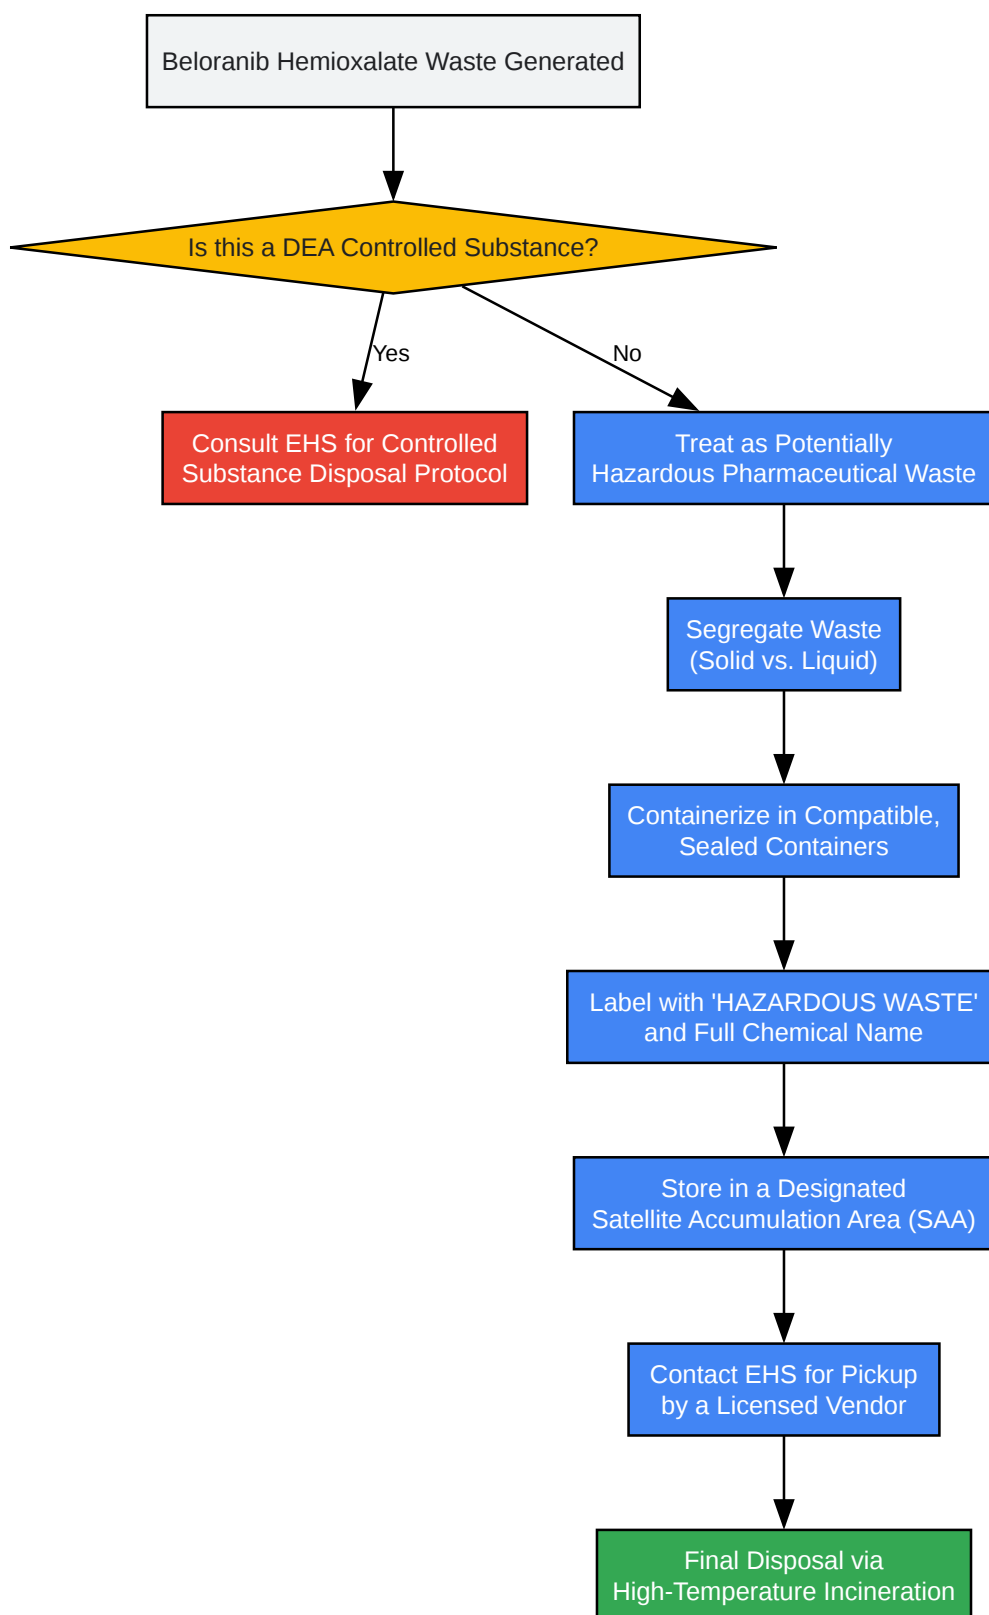 Beloranib Hemioxalate Waste Generated
Is this a DEA Controlled Substance?
Yes
No
Consult EHS for Controlled
Substance Disposal Protocol
Treat as Potentially
Hazardous Pharmaceutical Waste
Segregate Waste
(Solid vs. Liquid)
Containerize in Compatible,
Sealed Containers
Label with 'HAZARDOUS WASTE'
and Full Chemical Name
Store in a Designated
Satellite Accumulation Area (SAA)
Contact EHS for Pickup
by a Licensed Vendor
Final Disposal via
High-Temperature Incineration